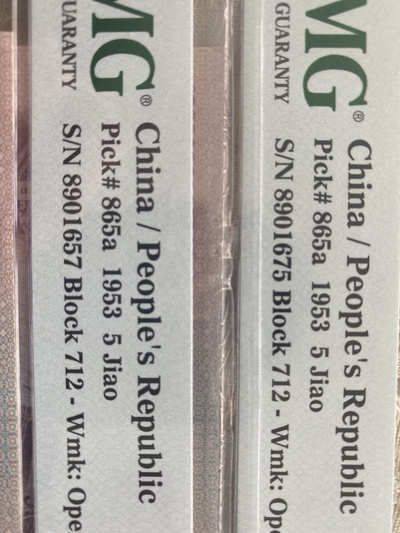 MG®
UARANTY
China / People's Republic
Pick# 865a 1953 5 Jiao
S/N 8901657 Block 712 - Wmk: Ope
MG®
GUARANTY
China / People's Republic
Pick# 865a 1953 5 Jiao
S/N 8901675 Block 712 - Wmk: Op